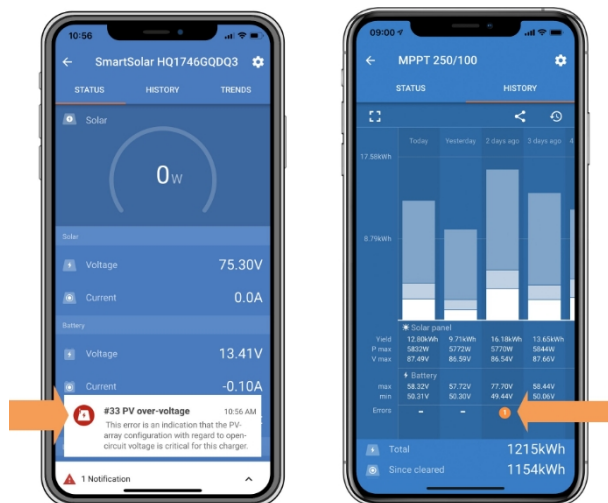 10:56
SmartSolar HQ1746GQDQ3
STATUS HISTORY TRENDS
Solar
0W
Solar
Voltage 75.30V
Current 0.0A
Battery
Voltage 13.41V
Current -0.10A
#33 PV over-voltage 10:56 AM
This error is an indication that the PV-
array configuration with regard to open-
circuit voltage is critical for this charger.
1 Notification
09:00
MPPT 250/100
STATUS HISTORY
Today Yesterday 2 days ago 3 days ago 4
17.58kWh
8.79kWh
Solar panel
Yield 12.80kWh 9.71kWh 16.18kWh 13.65kWh
P max 5832W 5772W 5770W 5844W
V max 87.49V 86.59V 86.54V 87.66V
Battery
max 58.32V 57.72V 77.70V 58.44V
min 50.31V 50.30V 49.44V 50.06V
Errors - - !
Total 1215kWh
Since cleared 1154kWh